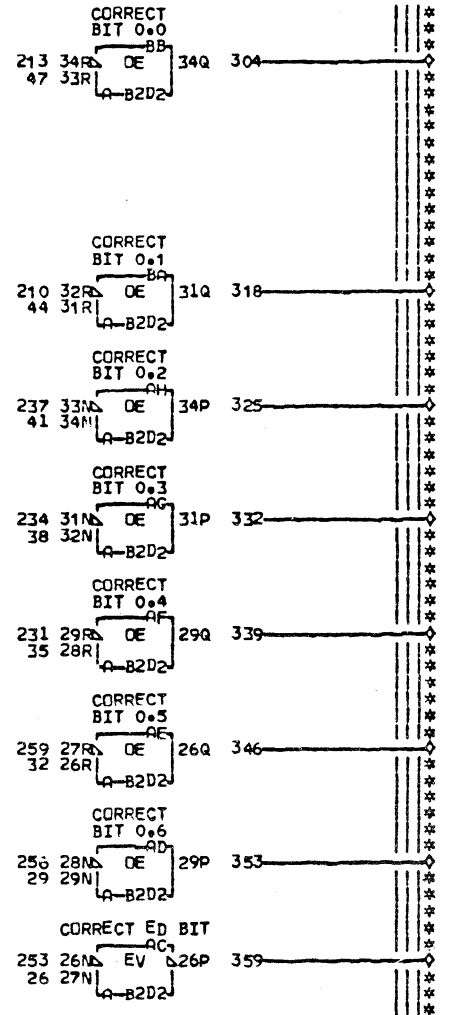 CORRECT
BIT 0.0
BB
213 34R OE 34Q 304
47 33R
A-B2D2
CORRECT
BIT 0.1
BA
210 32R OE 31Q 318
44 31R
A-B2D2
CORRECT
BIT 0.2
AH
237 33N OE 34P 325
41 34N
A-B2D2
CORRECT
BIT 0.3
AG
234 31N OE 31P 332
38 32N
A-B2D2
CORRECT
BIT 0.4
AF
231 29R OE 29Q 339
35 28R
A-B2D2
CORRECT
BIT 0.5
AE
259 27R OE 26Q 346
32 26R
A-B2D2
CORRECT
BIT 0.6
AD
256 28N OE 29P 353
29 29N
A-B2D2
CORRECT ED BIT
AC
253 26N EV 26P 359
26 27N
A-B2D2